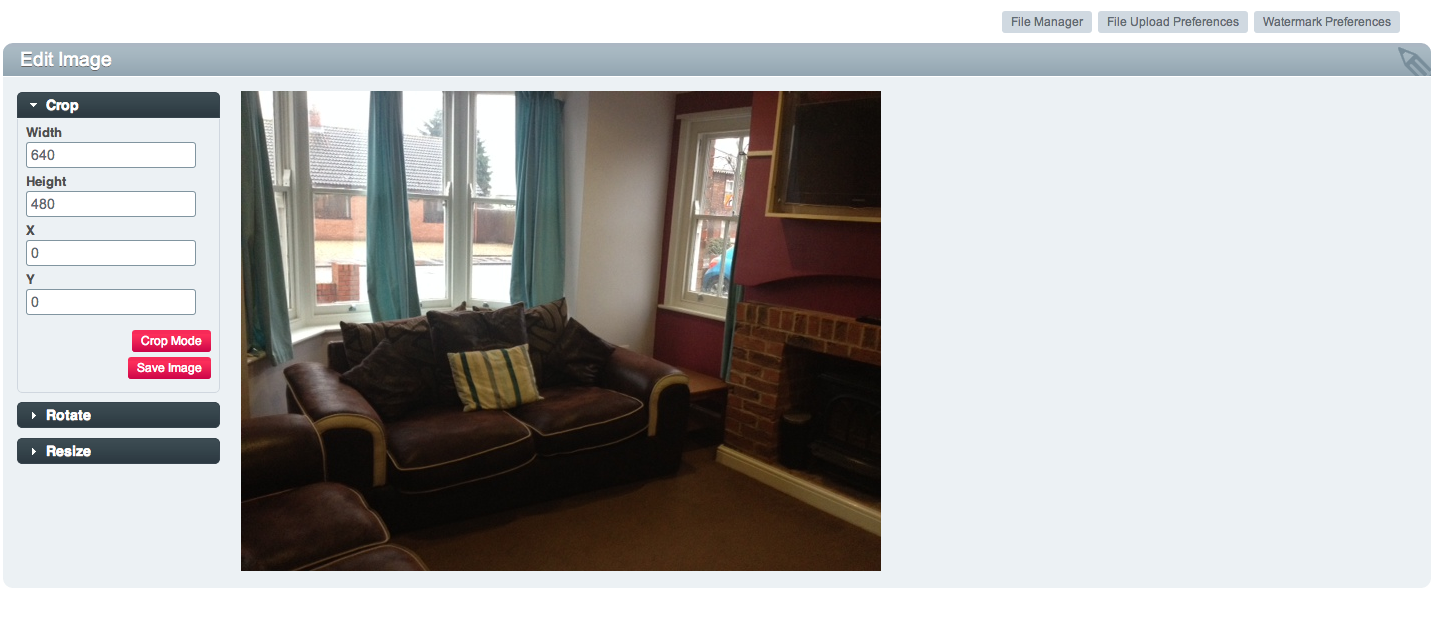 File Manager File Upload Preferences Watermark Preferences
Edit Image
Crop
Width
640
Height
480
X
0
Y
0
Crop Mode
Save Image
Rotate
Resize